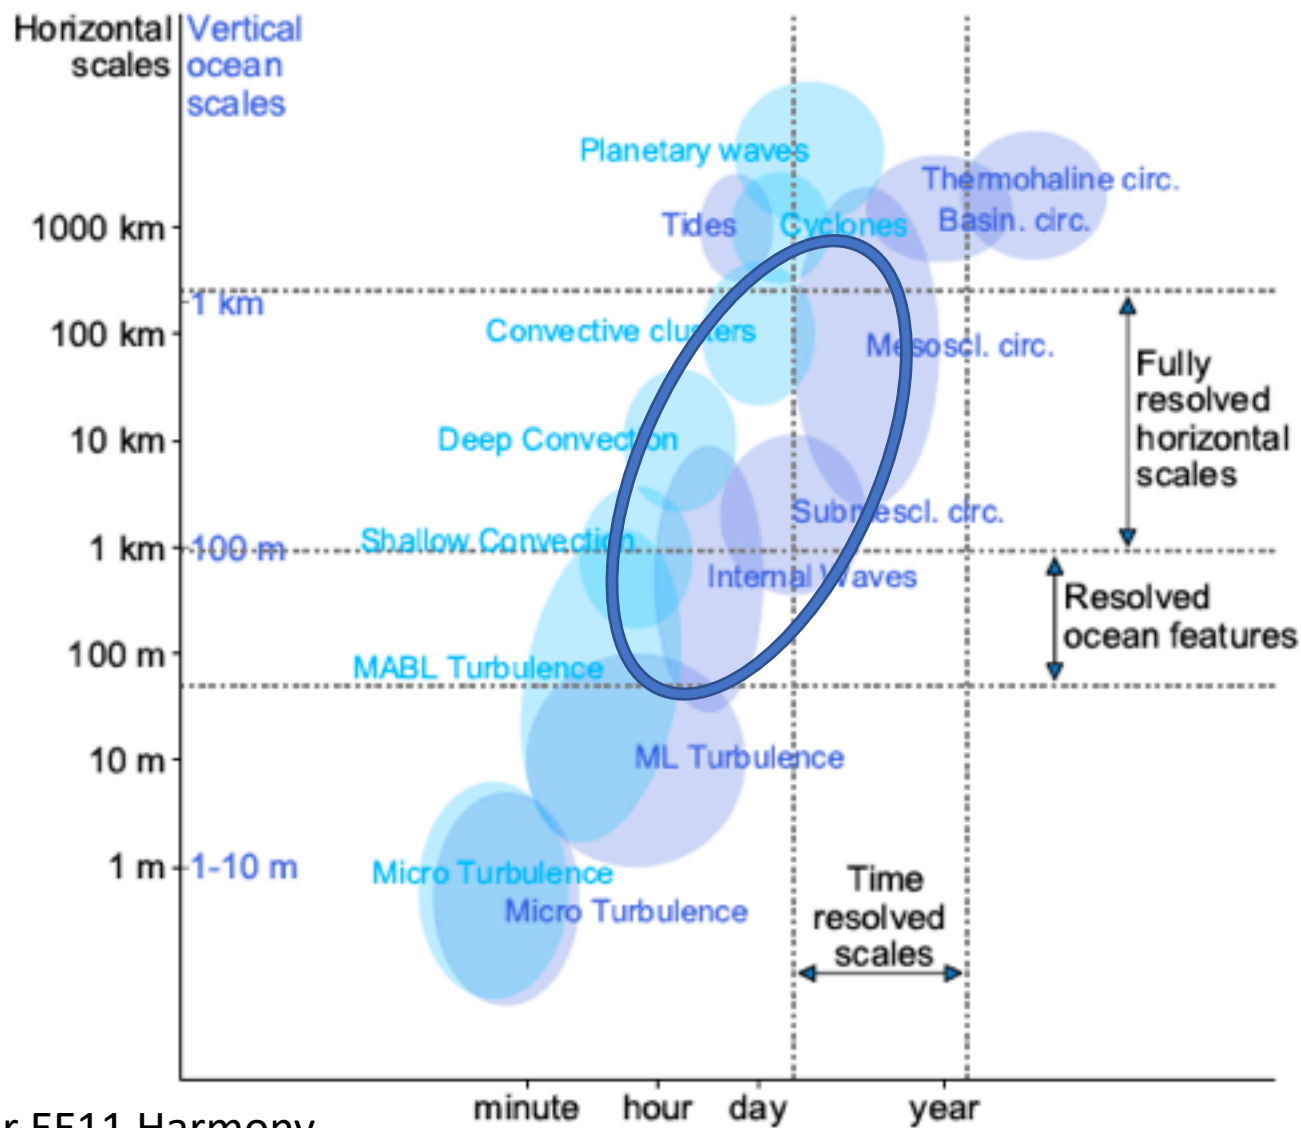 Horizontal scales
Vertical ocean scales
Planetary waves
Thermohaline circ.
Tides
Cyclones
Basin. circ.
1000 km
1 km
100 km
Convective clusters
Mesoscl. circ.
Fully resolved horizontal scales
10 km
Deep Convection
Submescl. circ.
1 km
100 m
Shallow Convection
Internal Waves
Resolved ocean features
100 m
MABL Turbulence
10 m
ML Turbulence
1 m
1-10 m
Micro Turbulence
Micro Turbulence
Time resolved scales
minute
hour
day
year
EE11 Harmony